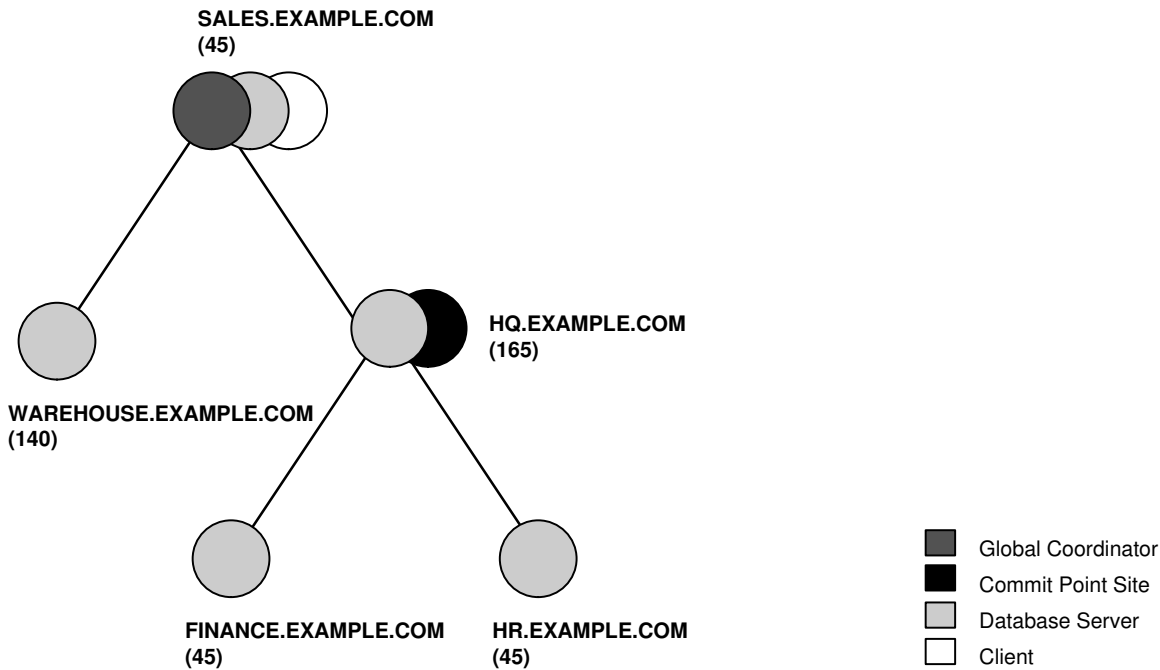 SALES.EXAMPLE.COM
(45)
HQ.EXAMPLE.COM
(165)
WAREHOUSE.EXAMPLE.COM
(140)
FINANCE.EXAMPLE.COM
(45)
HR.EXAMPLE.COM
(45)
Global Coordinator
Commit Point Site
Database Server
Client